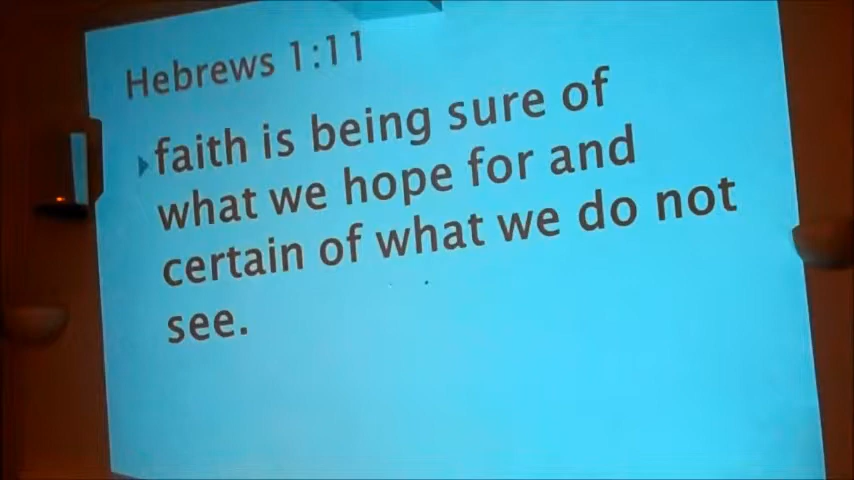 Hebrews 1:11
faith is being sure of
what we hope for and
certain of what we do not
see.